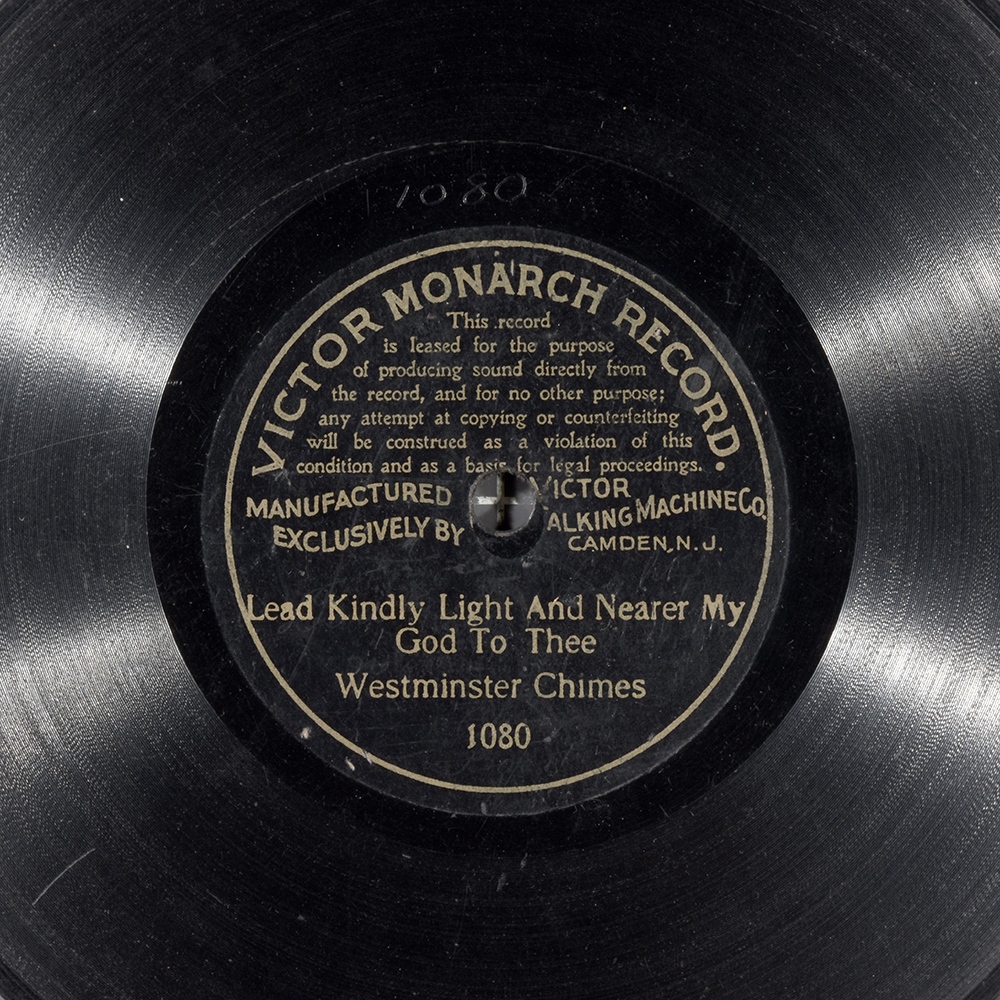 1080
VICTOR MONARCH RECORD.
This record
is leased for the purpose
of producing sound directly from
the record, and for no other purpose;
any attempt at copying or counterfeiting
will be construed as a violation of this
condition and as a basis for legal proceedings.
MANUFACTURED
EXCLUSIVELY BY
VICTOR
ALKING MACHINE Co.
CAMDEN, N. J.
Lead Kindly Light And Nearer My
God To Thee
Westminster Chimes
1080